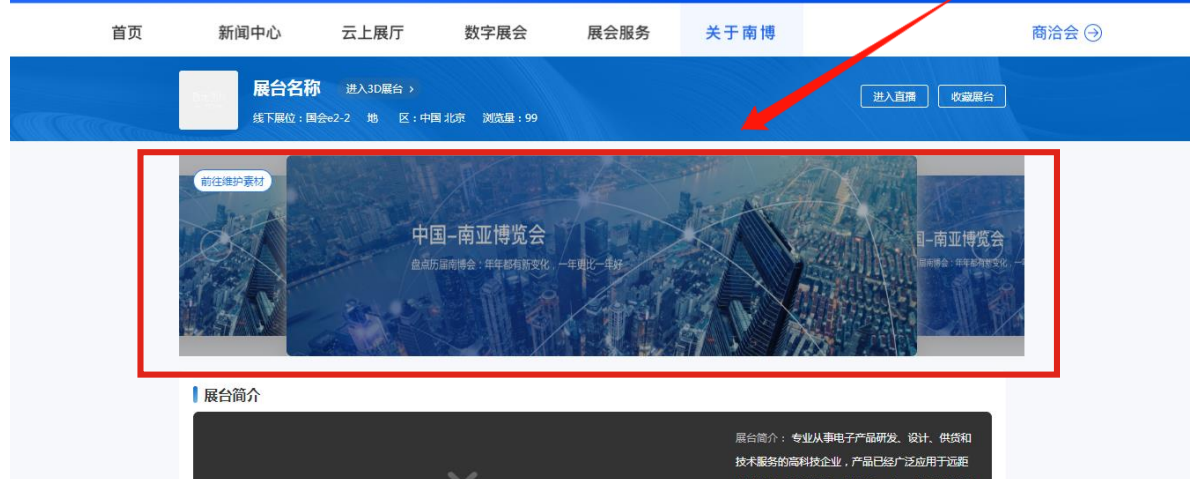 首页 新闻中心 云上展厅 数字展会 展会服务 关于南博 商洽会
展台名称 进入3D展台 ›
进入直播 收藏展台
线下展位：国会e2-2 地 区：中国 北京 浏览量：99
前往维护素材
中国–南亚博览会
国–南亚博览会
盘点历届南博会：年年都有新变化，一年更比一年好
展台简介
展台简介： 专业从事电子产品研发、设计、供货和
技术服务的高科技企业，产品已经广泛应用于远距